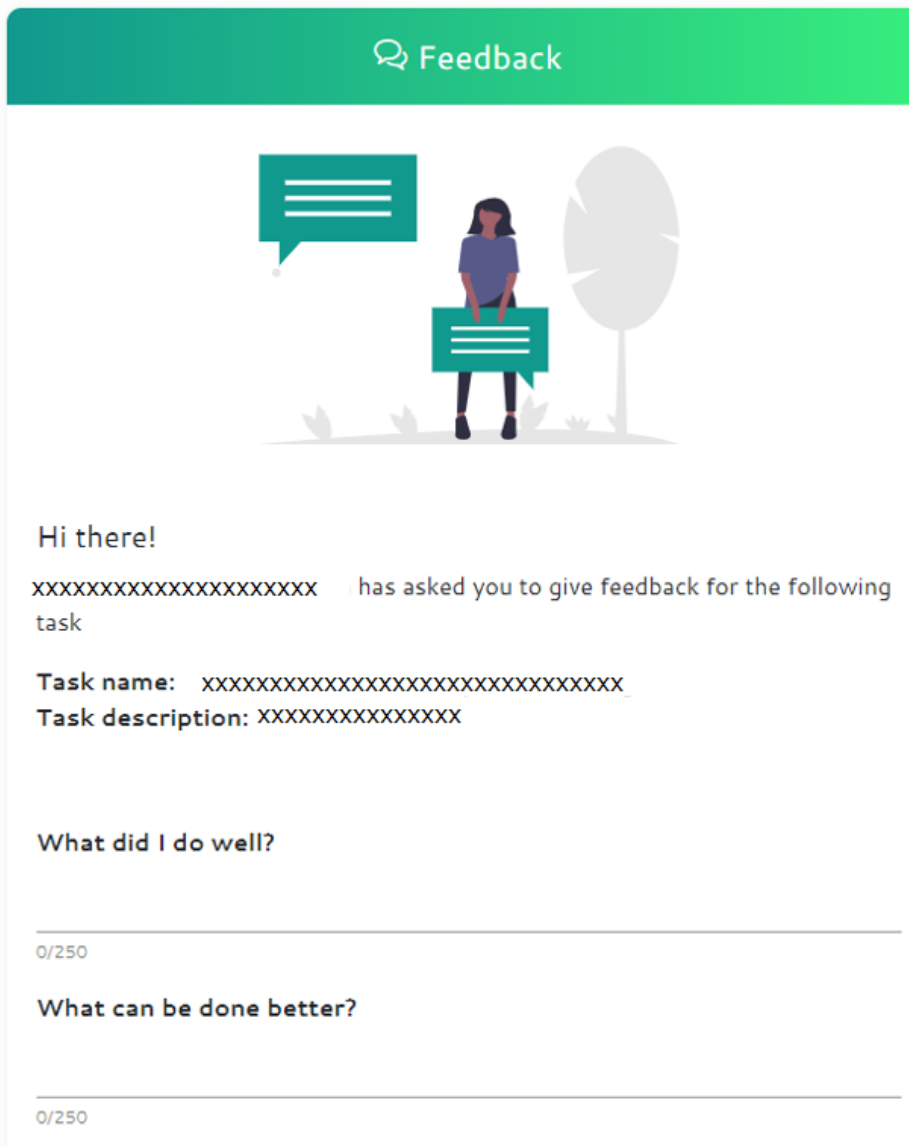 Feedback
Hi there!
xxxxxxxxxxxxxxxxxxxxx has asked you to give feedback for the following
task
Task name: xxxxxxxxxxxxxxxxxxxxxxxxxxxxxxx
Task description: xxxxxxxxxxxxxxx
What did I do well?
0/250
What can be done better?
0/250